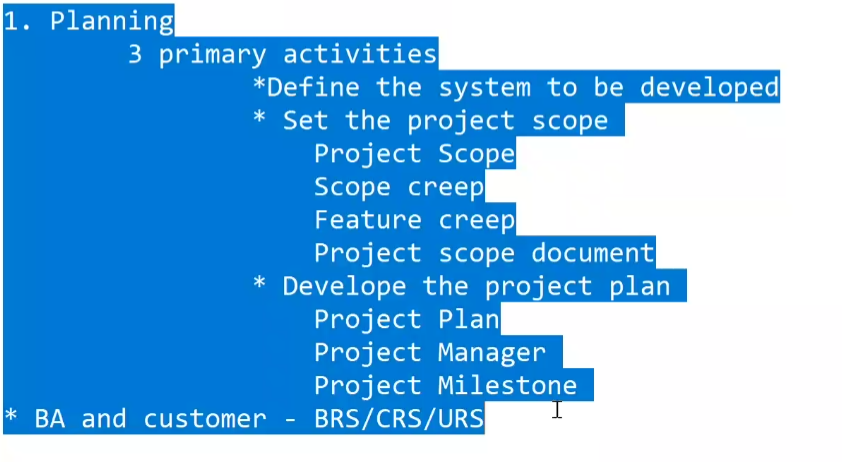 1. Planning
3 primary activities
*Define the system to be developed
* Set the project scope
Project Scope
Scope creep
Feature creep
Project scope document
* Develope the project plan
Project Plan
Project Manager
Project Milestone
* BA and customer - BRS/CRS/URS